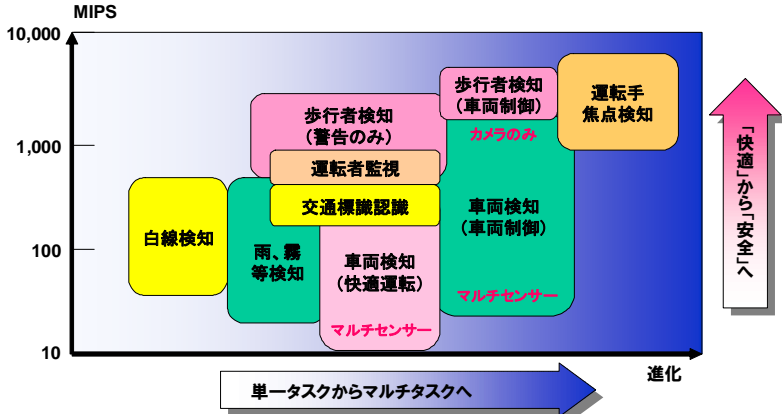 MIPS
10,000
1,000
100
10
歩行者検知
(警告のみ)
歩行者検知
(車両制御)
カメラのみ
運転手
焦点検知
運転者監視
交通標識認識
白線検知
雨、霧
等検知
車両検知
(快適運転)
マルチセンサー
車両検知
(車両制御)
マルチセンサー
「快適」から「安全」へ
進化
単一タスクからマルチタスクへ